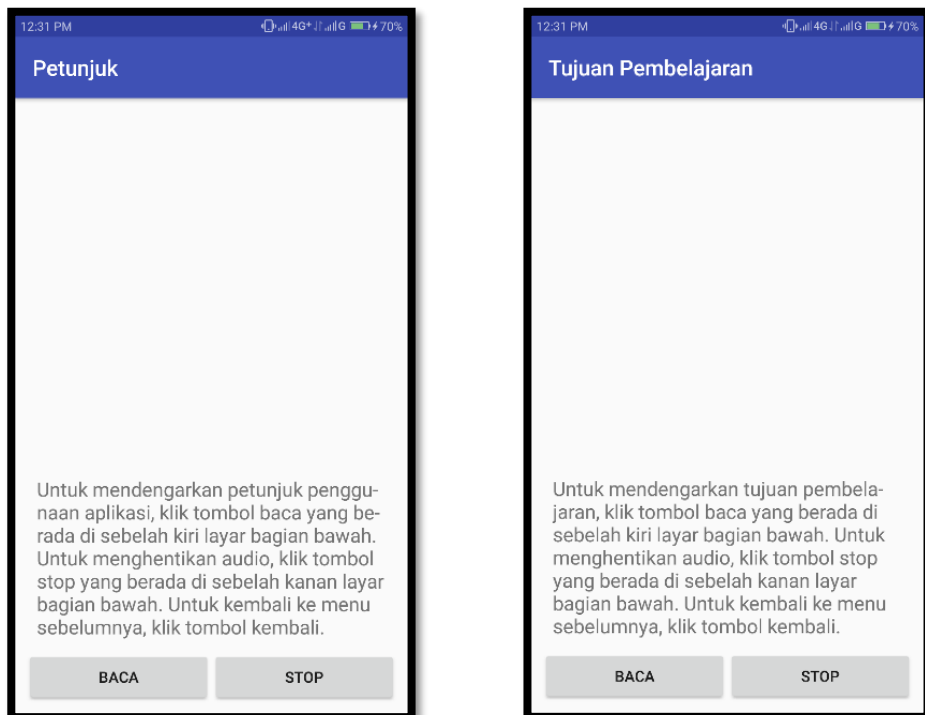 12:31 PM 4G+ G 70%
Petunjuk
Untuk mendengarkan petunjuk penggu-
naan aplikasi, klik tombol baca yang be-
rada di sebelah kiri layar bagian bawah.
Untuk menghentikan audio, klik tombol
stop yang berada di sebelah kanan layar
bagian bawah. Untuk kembali ke menu
sebelumnya, klik tombol kembali.
BACA STOP
12:31 PM 4G G 70%
Tujuan Pembelajaran
Untuk mendengarkan tujuan pembela-
jaran, klik tombol baca yang berada di
sebelah kiri layar bagian bawah. Untuk
menghentikan audio, klik tombol stop
yang berada di sebelah kanan layar
bagian bawah. Untuk kembali ke menu
sebelumnya, klik tombol kembali.
BACA STOP